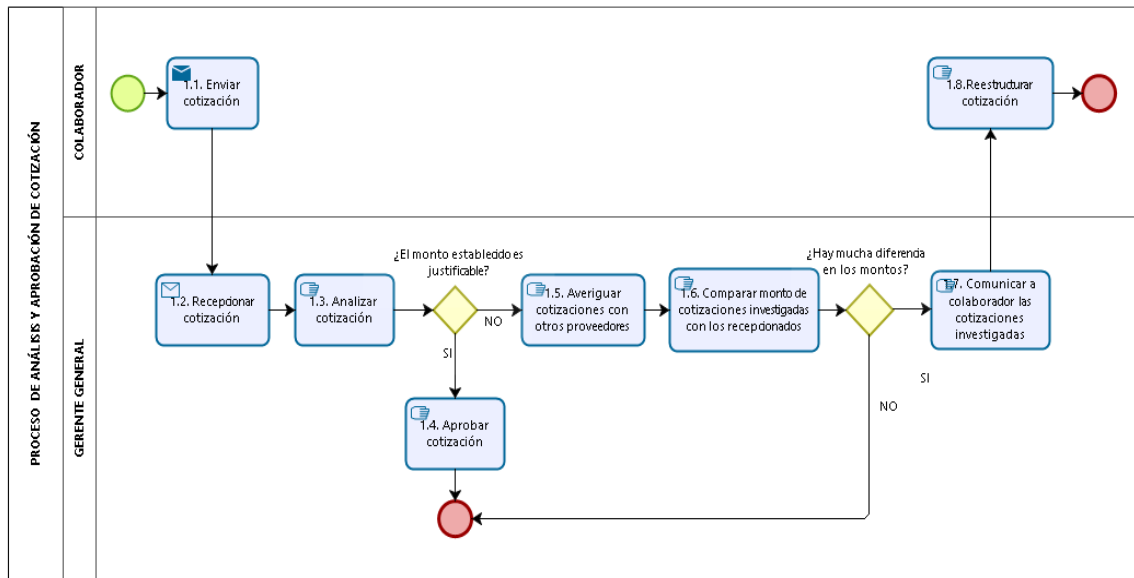 PROCESO DE ANÁLISIS Y APROBACIÓN DE COTIZACIÓN
COLABORADOR
1.1. Enviar
cotización
1.8.Reestructurar
cotización
GERENTE GENERAL
1.2. Recepcionar
cotización
1.3. Analizar
cotización
¿El monto establecido es
justificable?
NO
SI
1.4. Aprobar
cotización
1.5. Averiguar
cotizaciones con
otros proveedores
1.6. Comparar monto de
cotizaciones investigadas
con los recepcionados
¿Hay mucha diferencia
en los montos?
SI
NO
1.7. Comunicar a
colaborador las
cotizaciones
investigadas